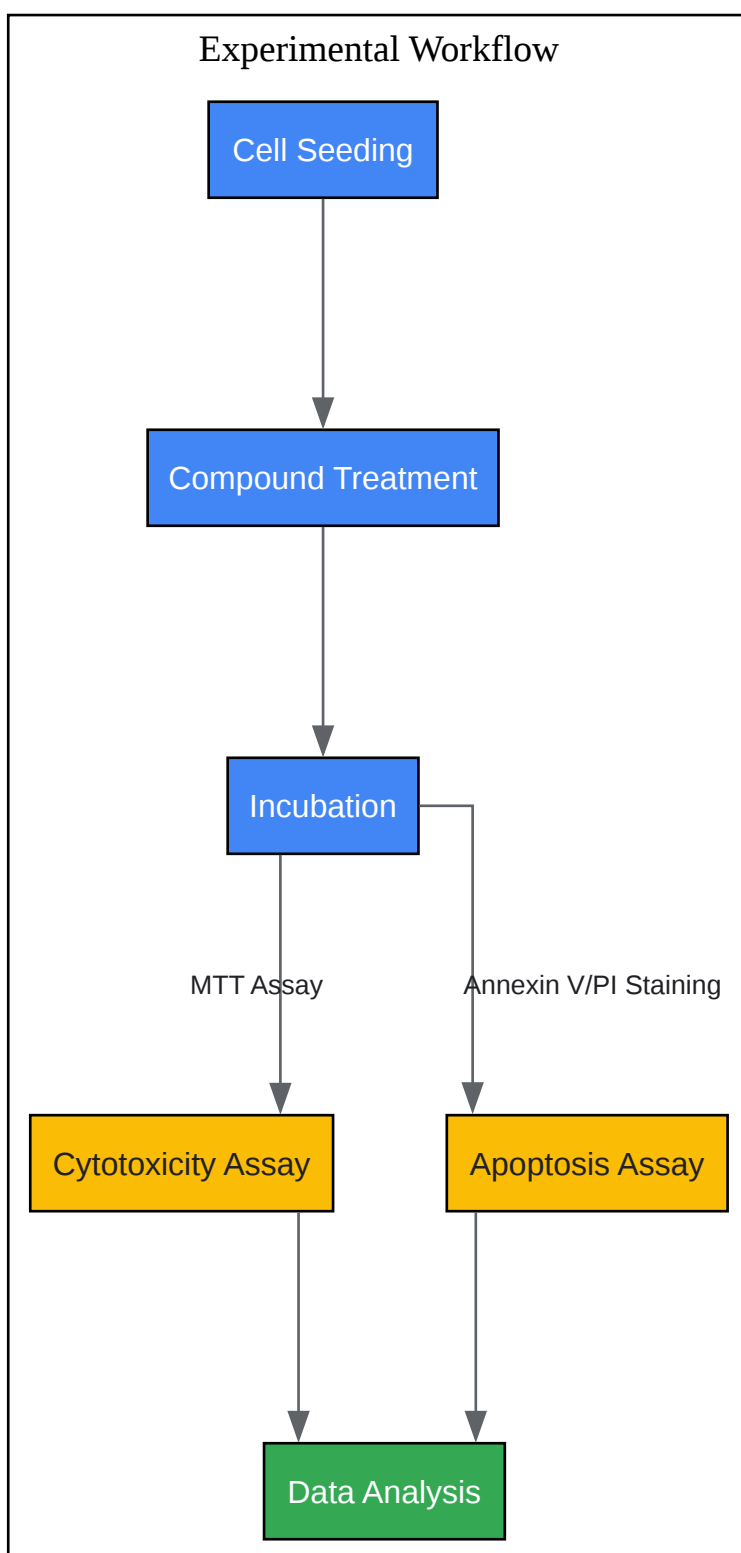 Experimental Workflow
Cell Seeding
Compound Treatment
Incubation
MTT Assay
Annexin V/PI Staining
Cytotoxicity Assay
Apoptosis Assay
Data Analysis